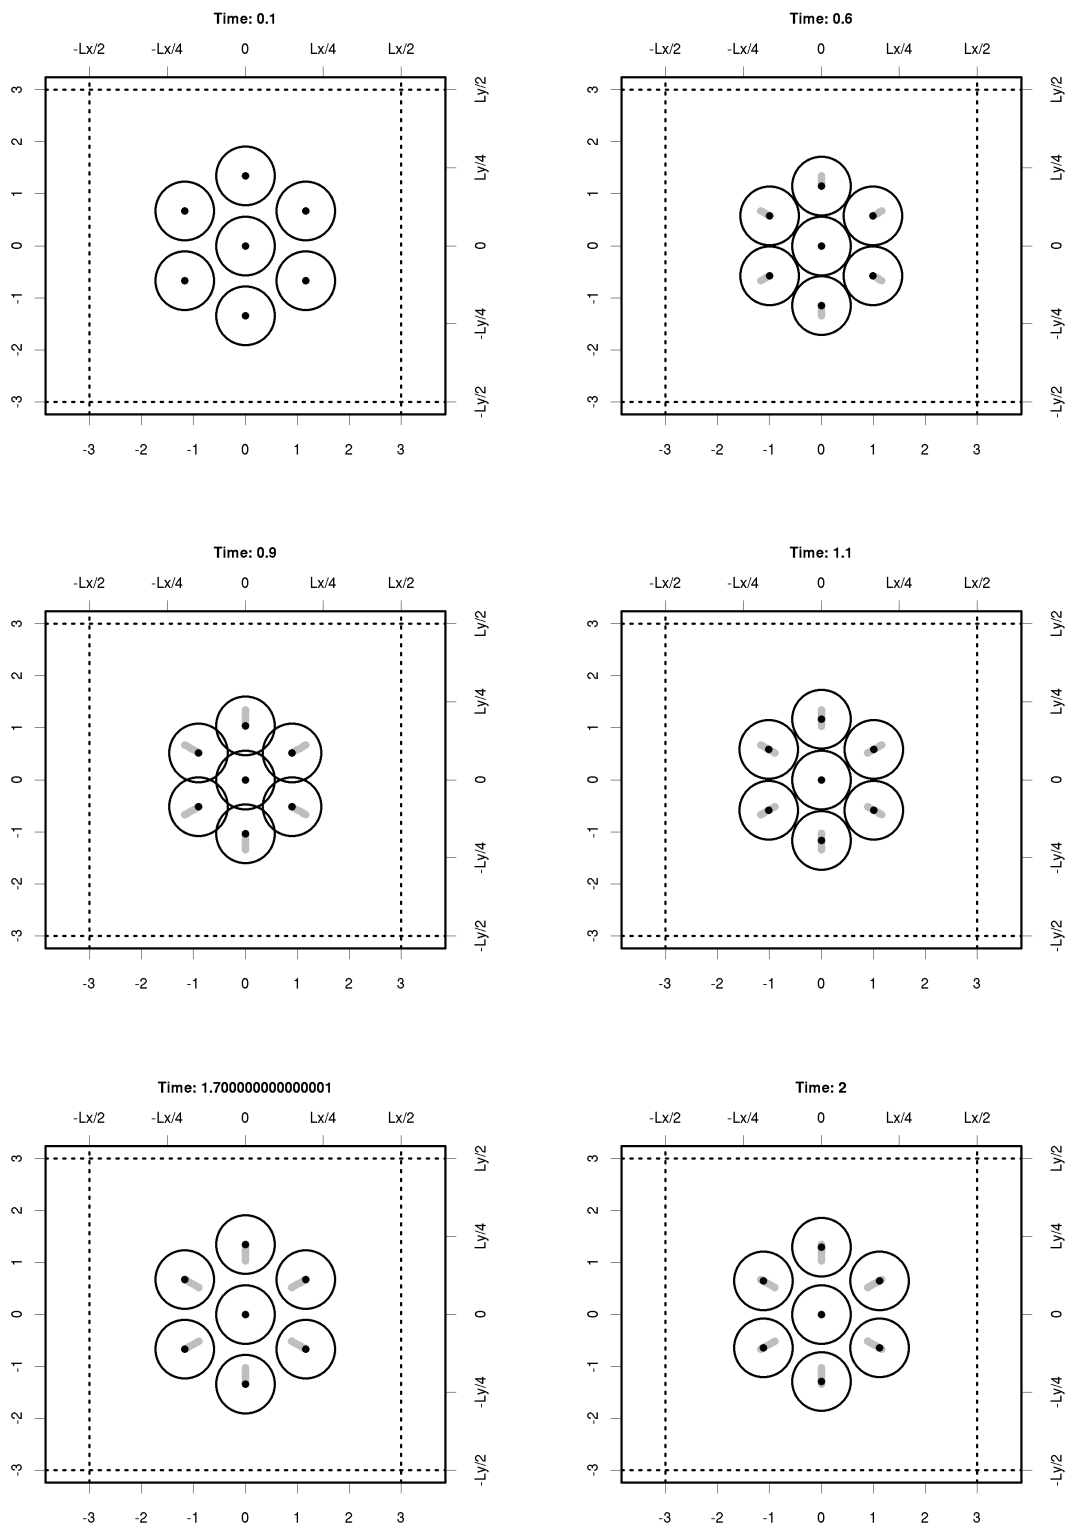 Time: 0.1
-Lx/2 -Lx/4 0 Lx/4 Lx/2
3 2 1 0 -1 -2 -3
Ly/2 Ly/4 0 -Ly/4 -Ly/2
-3 -2 -1 0 1 2 3
Time: 0.6
-Lx/2 -Lx/4 0 Lx/4 Lx/2
3 2 1 0 -1 -2 -3
Ly/2 Ly/4 0 -Ly/4 -Ly/2
-3 -2 -1 0 1 2 3
Time: 0.9
-Lx/2 -Lx/4 0 Lx/4 Lx/2
3 2 1 0 -1 -2 -3
Ly/2 Ly/4 0 -Ly/4 -Ly/2
-3 -2 -1 0 1 2 3
Time: 1.1
-Lx/2 -Lx/4 0 Lx/4 Lx/2
3 2 1 0 -1 -2 -3
Ly/2 Ly/4 0 -Ly/4 -Ly/2
-3 -2 -1 0 1 2 3
Time: 1.700000000000001
-Lx/2 -Lx/4 0 Lx/4 Lx/2
3 2 1 0 -1 -2 -3
Ly/2 Ly/4 0 -Ly/4 -Ly/2
-3 -2 -1 0 1 2 3
Time: 2
-Lx/2 -Lx/4 0 Lx/4 Lx/2
3 2 1 0 -1 -2 -3
Ly/2 Ly/4 0 -Ly/4 -Ly/2
-3 -2 -1 0 1 2 3